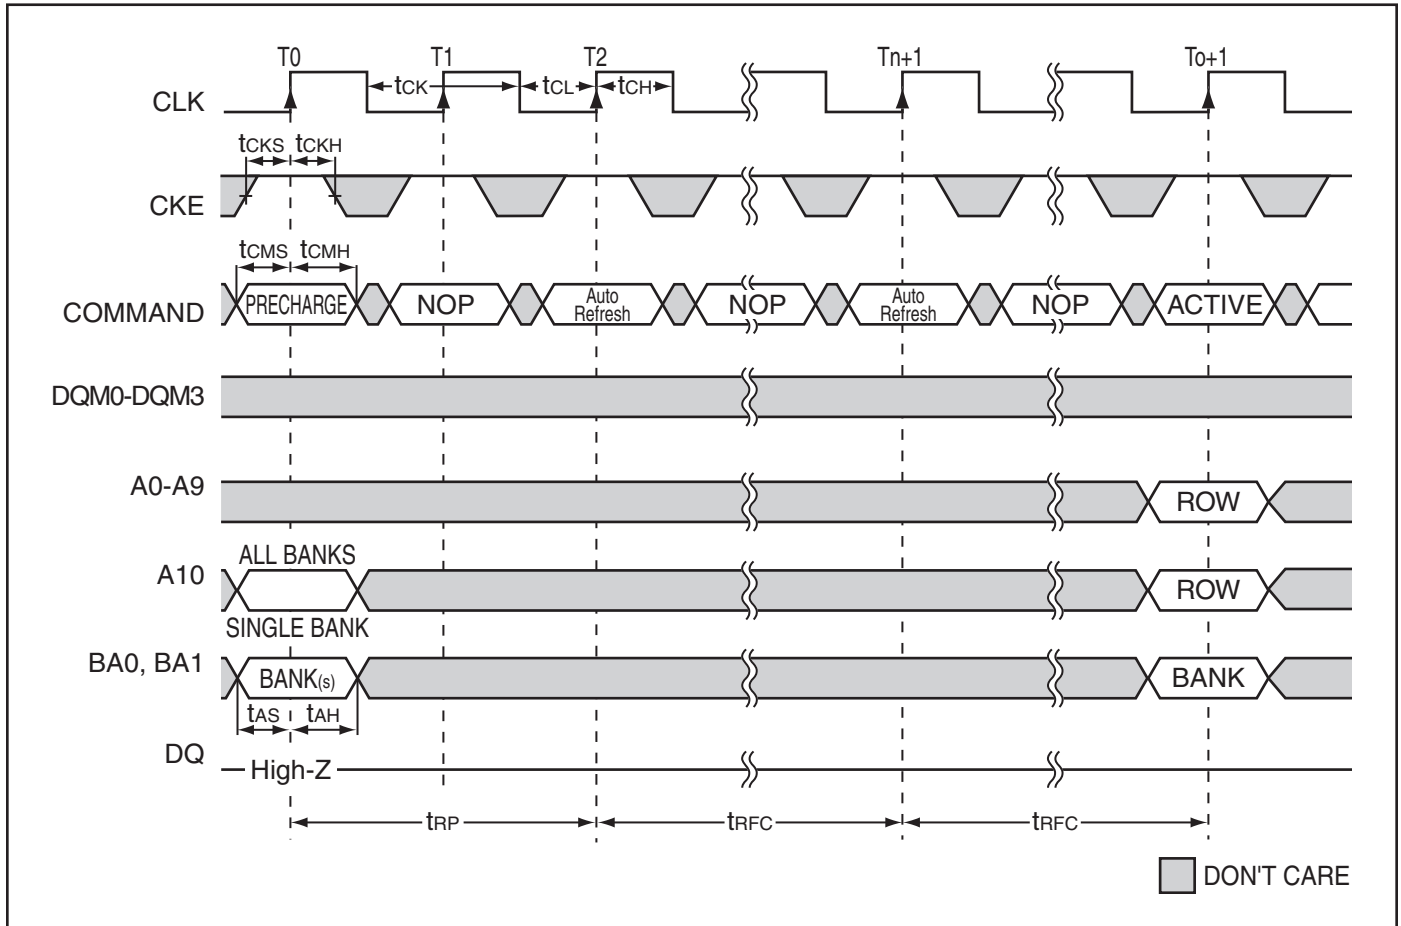 T0 T1 T2 Tn+1 To+1
CLK tCK tCL tCH
tCKS tCKH
CKE
tCMS tCMH
COMMAND PRECHARGE NOP Auto Refresh NOP Auto Refresh NOP ACTIVE
DQM0-DQM3
A0-A9 ROW
ALL BANKS
A10 ROW
SINGLE BANK
BA0, BA1 BANK(s) BANK
tAS tAH
DQ High-Z
tRP tRFC tRFC
DON'T CARE